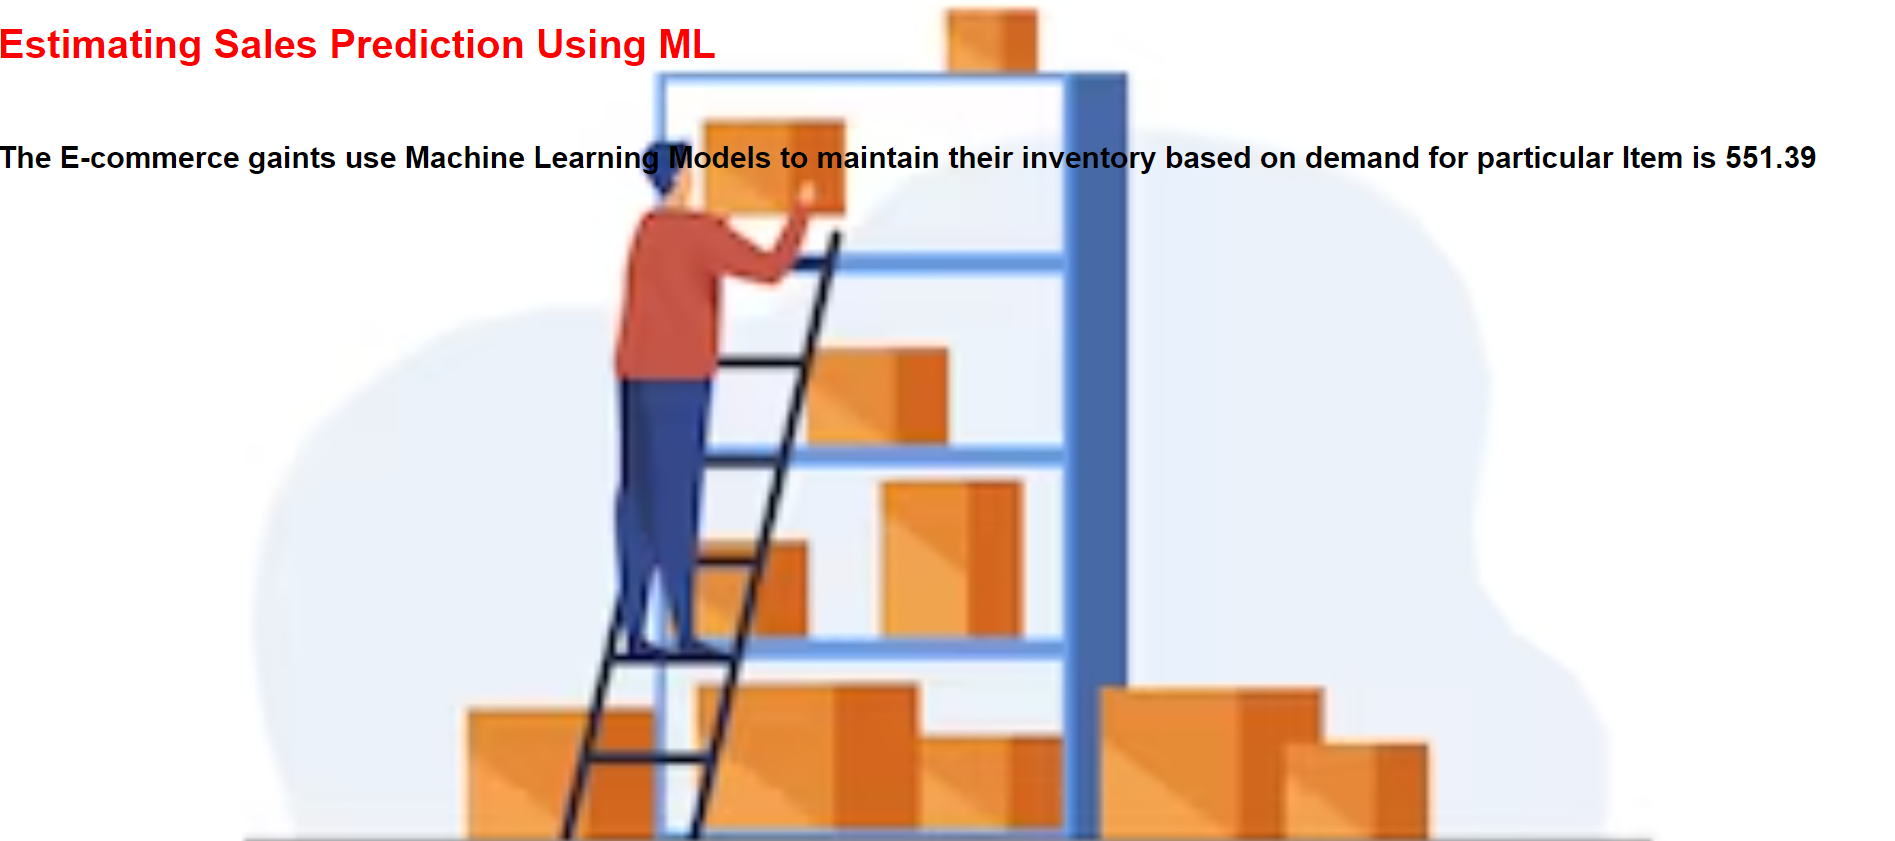 Estimating Sales Prediction Using ML
The E-commerce gaints use Machine Learning Models to maintain their inventory based on demand for particular Item is 551.39